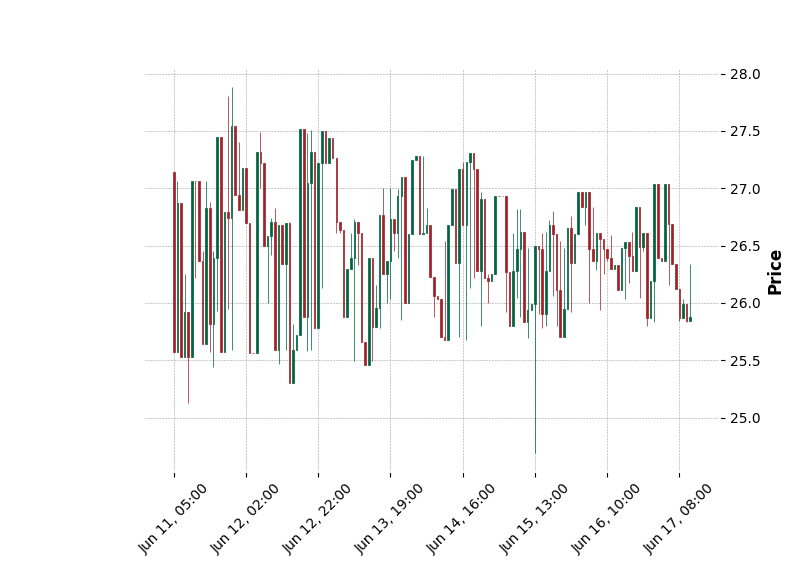 28.0
27.5
27.0
26.5
26.0
25.5
25.0
Price
Jun 11, 05:00
Jun 12, 02:00
Jun 12, 22:00
Jun 13, 19:00
Jun 14, 16:00
Jun 15, 13:00
Jun 16, 10:00
Jun 17, 08:00